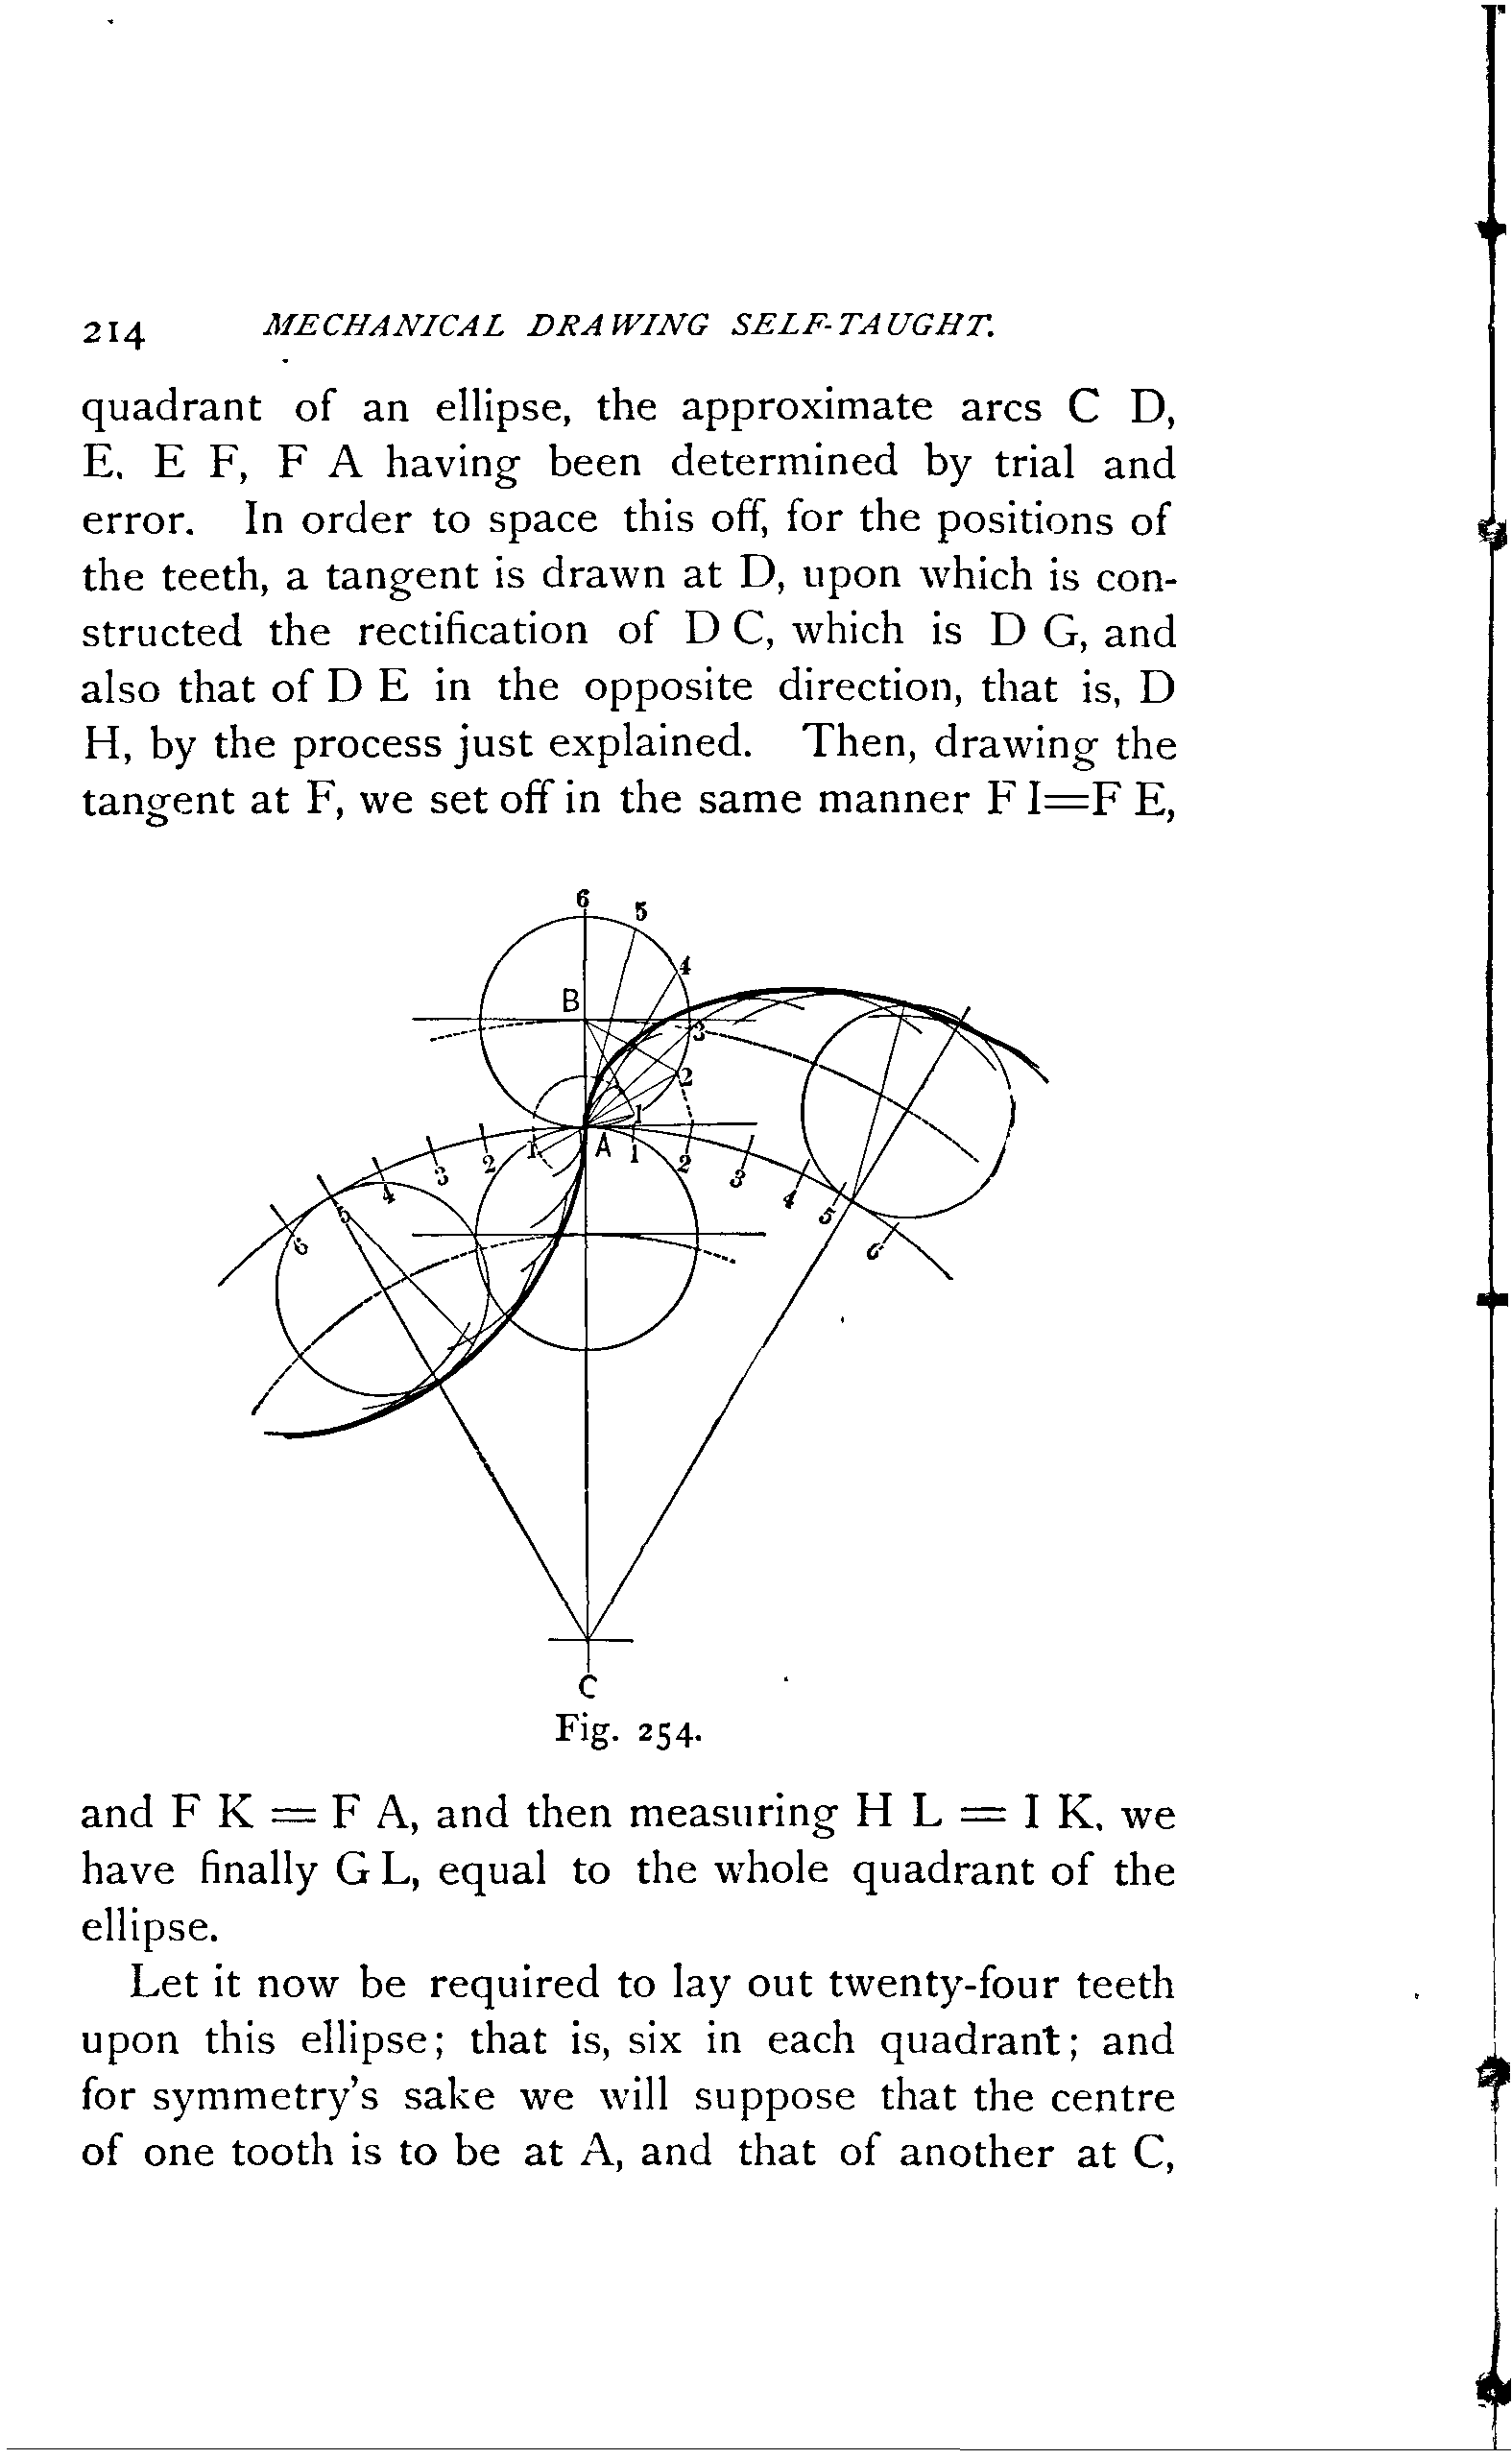 214 MECHANICAL DRAWING SELF-TAUGHT.
quadrant of an ellipse, the approximate arcs C D,
E. E F, F A having been determined by trial and
error. In order to space this off, for the positions of
the teeth, a tangent is drawn at D, upon which is con-
structed the rectification of D C, which is D G, and
also that of D E in the opposite direction, that is, D
H, by the process just explained. Then, drawing the
tangent at F, we set off in the same manner F I=F E,
6
5
4
B
3
2
1
A
1 2 3 4 5 6
1 2 3 4 5 6
C
Fig. 254.
and F K = F A, and then measuring H L = I K. we
have finally G L, equal to the whole quadrant of the
ellipse.
Let it now be required to lay out twenty-four teeth
upon this ellipse; that is, six in each quadrant; and
for symmetry's sake we will suppose that the centre
of one tooth is to be at A, and that of another at C,